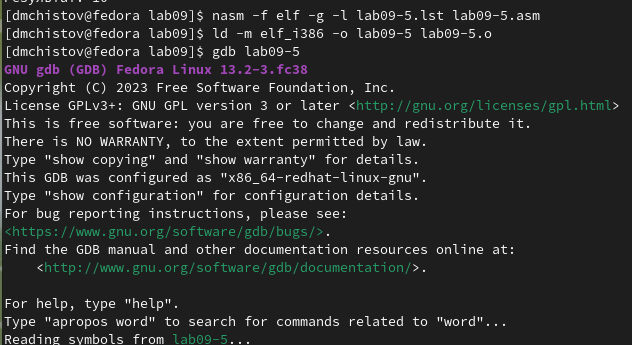 [dmchistov@fedora lab09]$ nasm -f elf -g -l lab09-5.lst lab09-5.asm
[dmchistov@fedora lab09]$ ld -m elf_i386 -o lab09-5 lab09-5.o
[dmchistov@fedora lab09]$ gdb lab09-5
GNU gdb (GDB) Fedora Linux 13.2-3.fc38
Copyright (C) 2023 Free Software Foundation, Inc.
License GPLv3+: GNU GPL version 3 or later <http://gnu.org/licenses/gpl.html>
This is free software: you are free to change and redistribute it.
There is NO WARRANTY, to the extent permitted by law.
Type "show copying" and "show warranty" for details.
This GDB was configured as "x86_64-redhat-linux-gnu".
Type "show configuration" for configuration details.
For bug reporting instructions, please see:
<https://www.gnu.org/software/gdb/bugs/>.
Find the GDB manual and other documentation resources online at:
    <http://www.gnu.org/software/gdb/documentation/>.

For help, type "help".
Type "apropos word" to search for commands related to "word"...
Reading symbols from lab09-5...